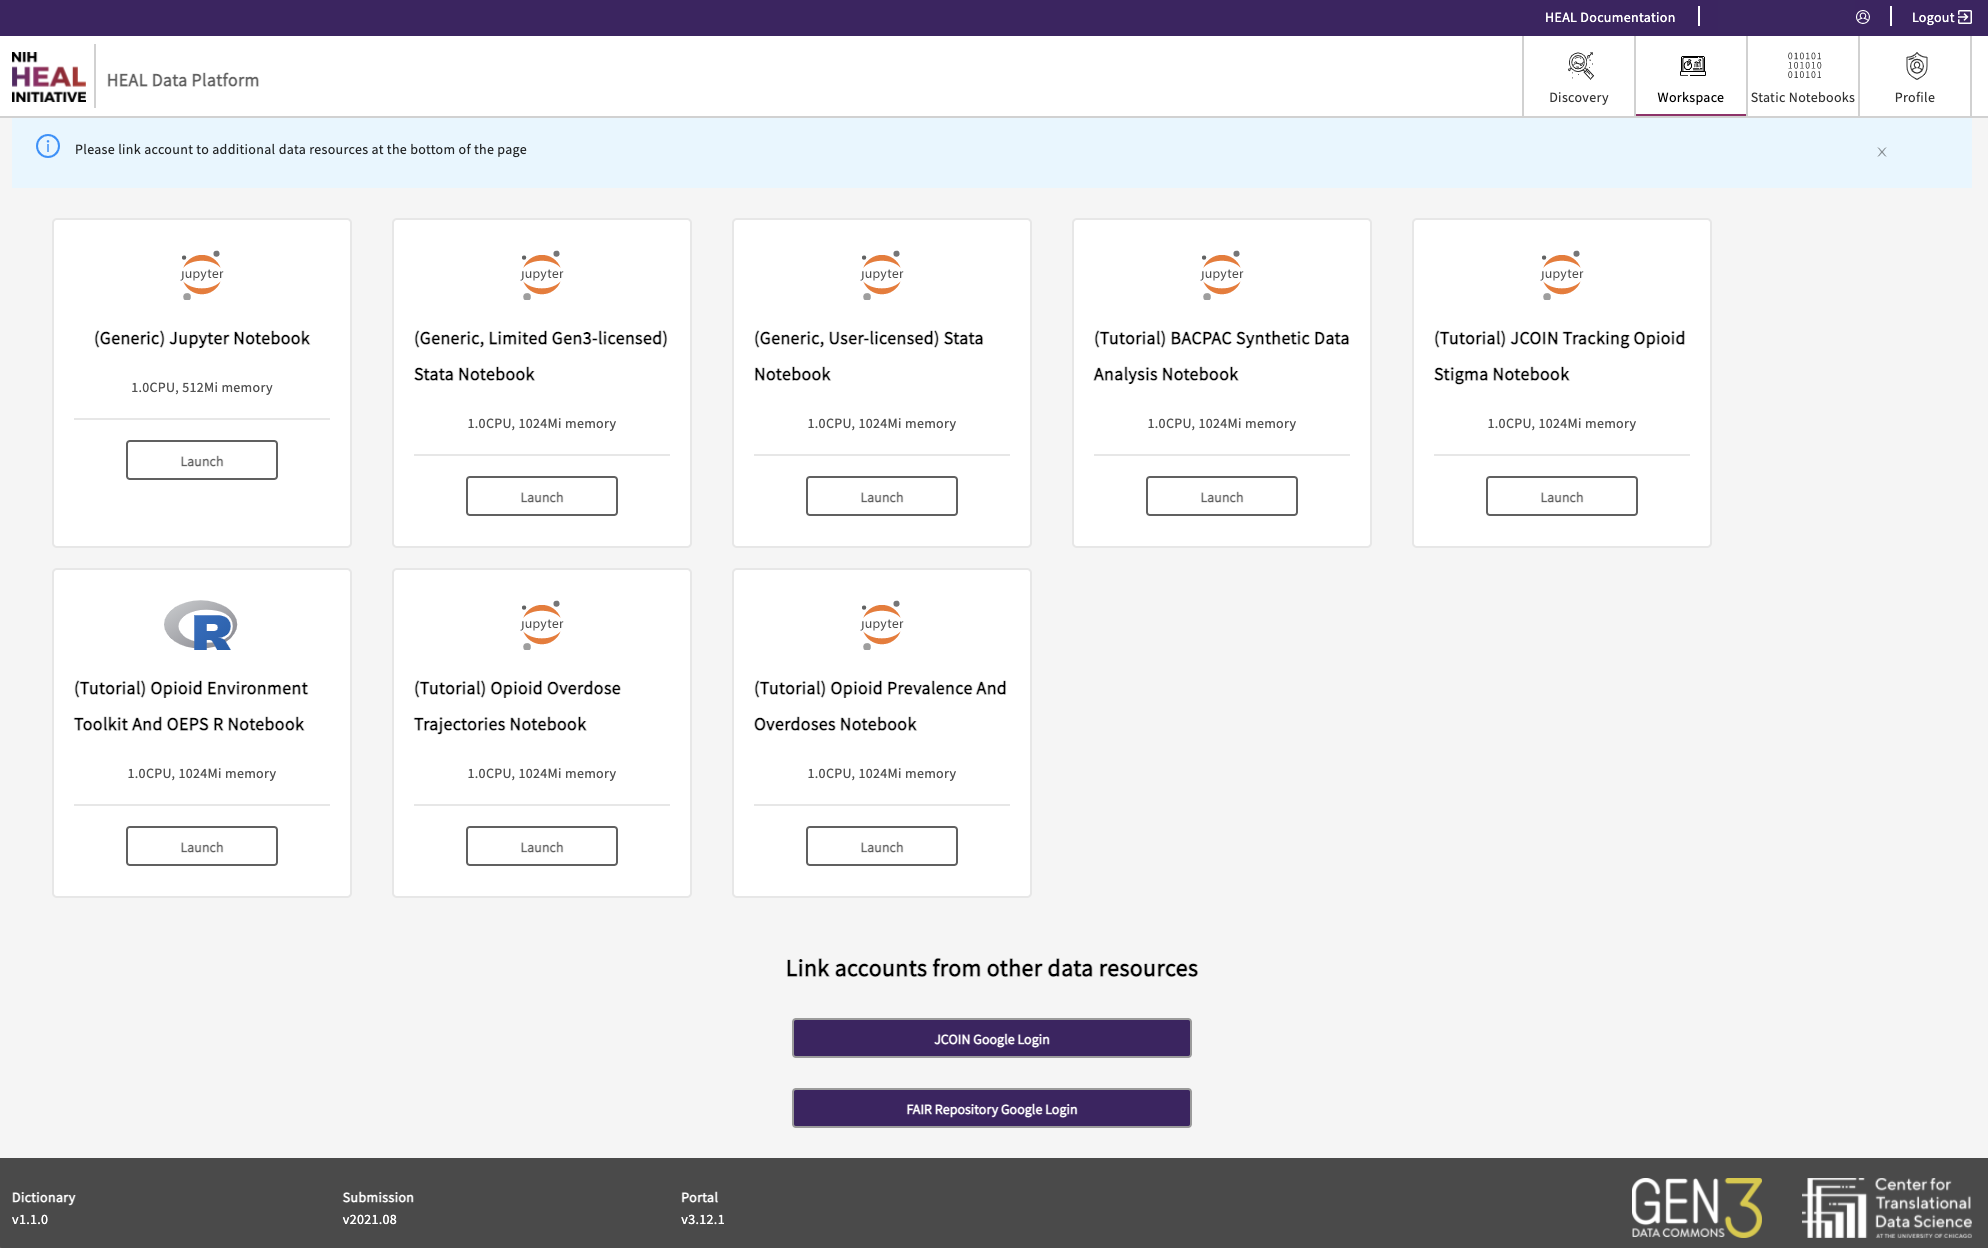 HEAL Documentation
Logout
NIH
HEAL
INITIATIVE
HEAL Data Platform
Discovery
Workspace
010101
101010
010101
Static Notebooks
Profile
Please link account to additional data resources at the bottom of the page
jupyter
(Generic) Jupyter Notebook
1.0CPU, 512Mi memory
Launch
jupyter
(Generic, Limited Gen3-licensed)
Stata Notebook
1.0CPU, 1024Mi memory
Launch
jupyter
(Generic, User-licensed) Stata
Notebook
1.0CPU, 1024Mi memory
Launch
jupyter
(Tutorial) BACPAC Synthetic Data
Analysis Notebook
1.0CPU, 1024Mi memory
Launch
jupyter
(Tutorial) JCOIN Tracking Opioid
Stigma Notebook
1.0CPU, 1024Mi memory
Launch
R
(Tutorial) Opioid Environment
Toolkit And OEPS R Notebook
1.0CPU, 1024Mi memory
Launch
jupyter
(Tutorial) Opioid Overdose
Trajectories Notebook
1.0CPU, 1024Mi memory
Launch
jupyter
(Tutorial) Opioid Prevalence And
Overdoses Notebook
1.0CPU, 1024Mi memory
Launch
Link accounts from other data resources
JCOIN Google Login
FAIR Repository Google Login
Dictionary
v1.1.0
Submission
v2021.08
Portal
v3.12.1
GEN3
DATA COMMONS
Center for
Translational
Data Science
AT THE UNIVERSITY OF CHICAGO